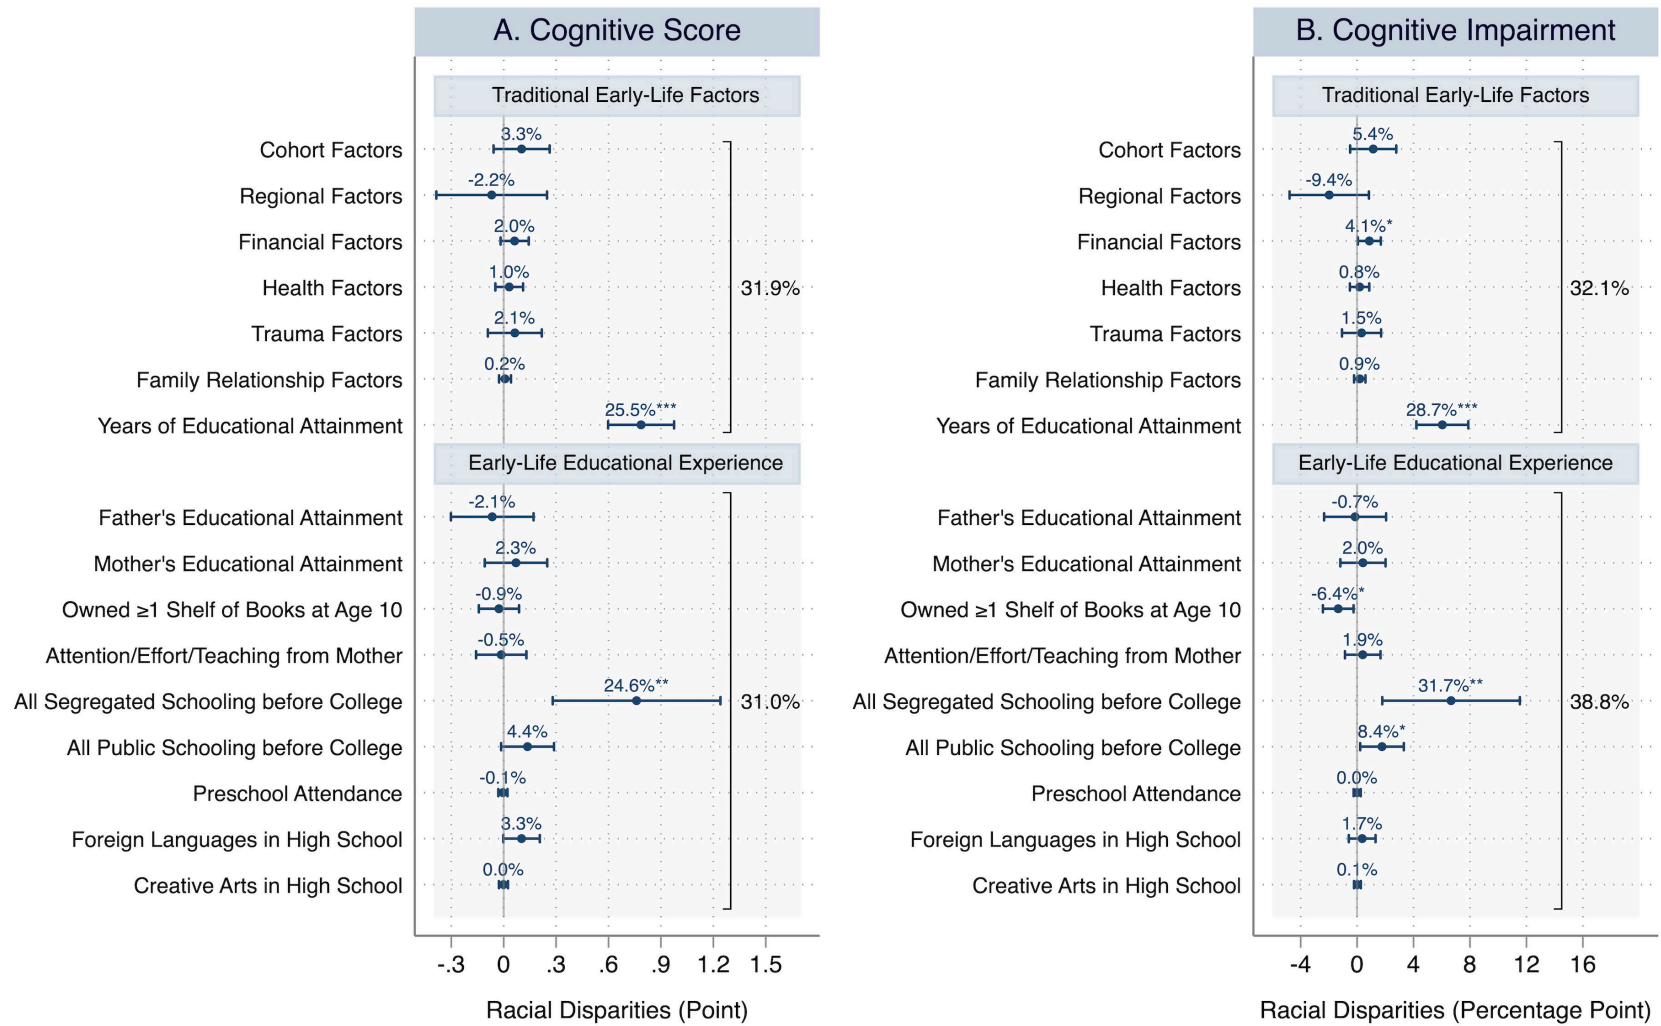 A. Cognitive Score
Traditional Early-Life Factors
Cohort Factors
3.3%
Regional Factors
-2.2%
Financial Factors
2.0%
Health Factors
1.0%
Trauma Factors
2.1%
Family Relationship Factors
0.2%
Years of Educational Attainment
25.5%***
31.9%
Early-Life Educational Experience
Father's Educational Attainment
-2.1%
Mother's Educational Attainment
2.3%
Owned ≥1 Shelf of Books at Age 10
-0.9%
Attention/Effort/Teaching from Mother
-0.5%
All Segregated Schooling before College
24.6%**
All Public Schooling before College
4.4%
Preschool Attendance
-0.1%
Foreign Languages in High School
3.3%
Creative Arts in High School
0.0%
31.0%
-.3 0 .3 .6 .9 1.2 1.5
Racial Disparities (Point)
B. Cognitive Impairment
Traditional Early-Life Factors
Cohort Factors
5.4%
Regional Factors
-9.4%
Financial Factors
4.1%*
Health Factors
0.8%
Trauma Factors
1.5%
Family Relationship Factors
0.9%
Years of Educational Attainment
28.7%***
32.1%
Early-Life Educational Experience
Father's Educational Attainment
-0.7%
Mother's Educational Attainment
2.0%
Owned ≥1 Shelf of Books at Age 10
-6.4%*
Attention/Effort/Teaching from Mother
1.9%
All Segregated Schooling before College
31.7%**
All Public Schooling before College
8.4%*
Preschool Attendance
0.0%
Foreign Languages in High School
1.7%
Creative Arts in High School
0.1%
38.8%
-4 0 4 8 12 16
Racial Disparities (Percentage Point)